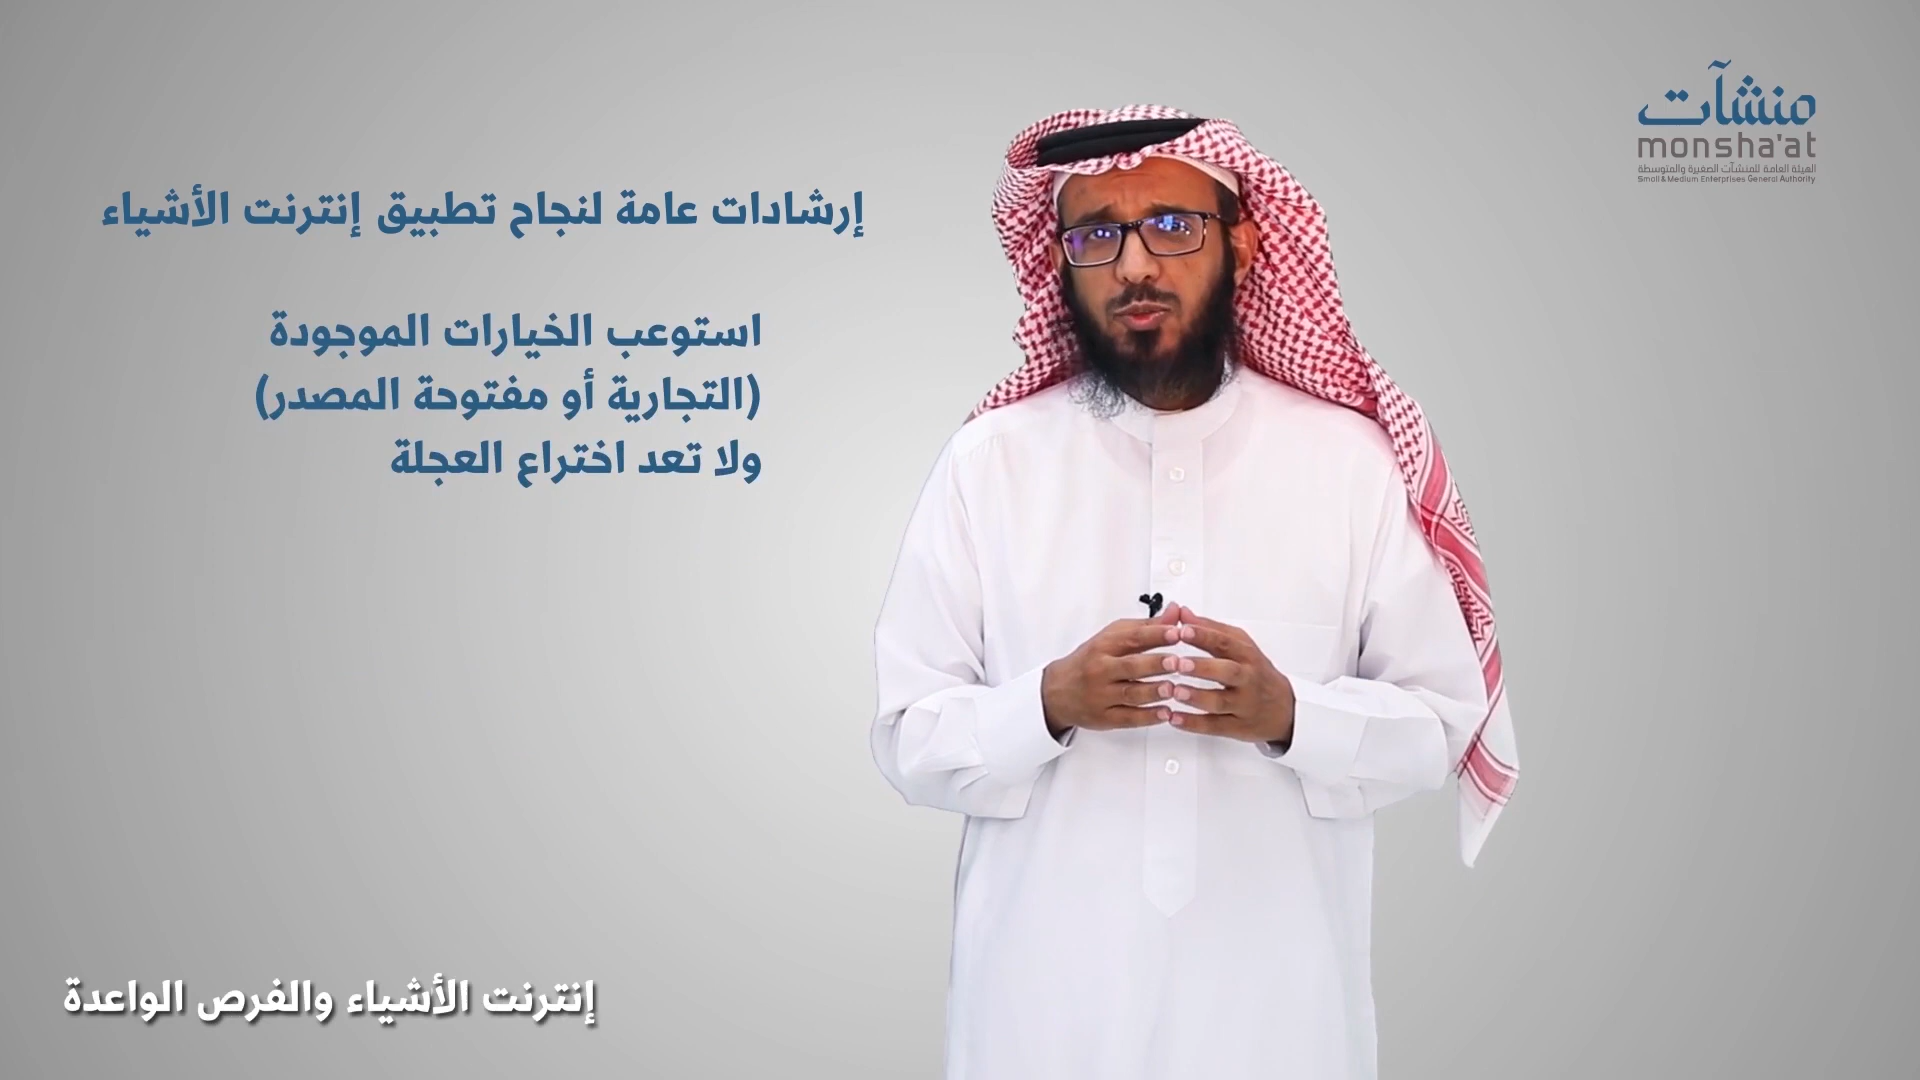 منشآت
monsha'at
الهيئة العامة للمنشآت الصغيرة والمتوسطة
Small & Medium Enterprises General Authority
إرشادات عامة لنجاح تطبيق إنترنت الأشياء
استوعب الخيارات الموجودة
(التجارية أو مفتوحة المصدر)
ولا تعد اختراع العجلة
إنترنت الأشياء والفرص الواعدة